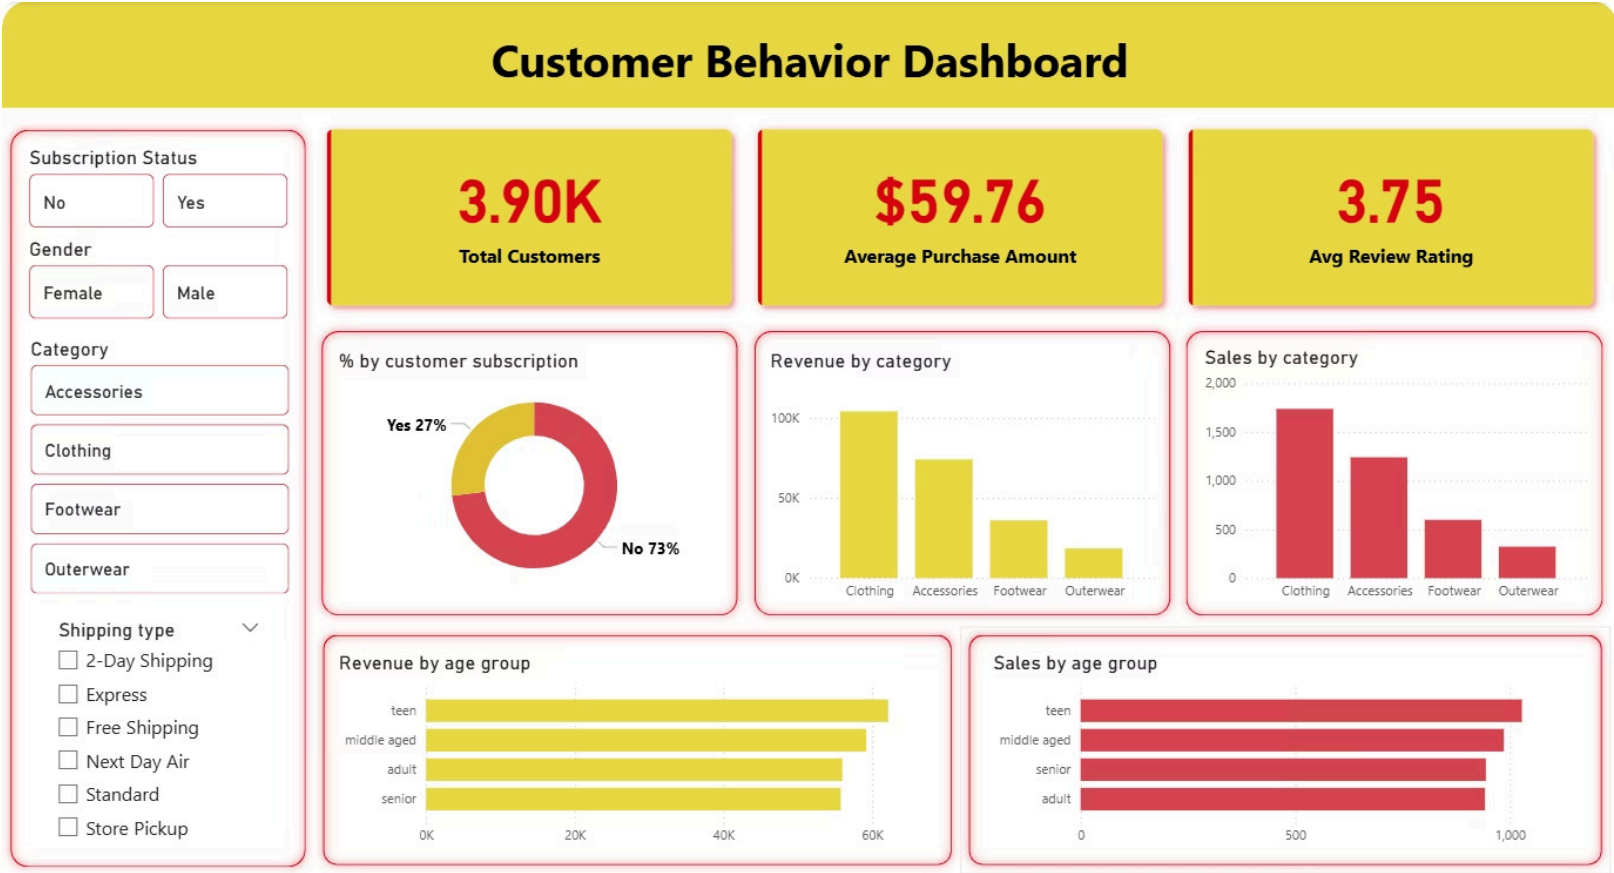 Customer Behavior Dashboard
Subscription Status
No
Yes
Gender
Female
Male
Category
Accessories
Clothing
Footwear
Outerwear
Shipping type
2-Day Shipping
Express
Free Shipping
Next Day Air
Standard
Store Pickup
3.90K
Total Customers
$59.76
Average Purchase Amount
3.75
Avg Review Rating
% by customer subscription
Yes 27%
No 73%
Revenue by category
100K
50K
0K
Clothing Accessories Footwear Outerwear
Sales by category
2,000
1,500
1,000
500
0
Clothing Accessories Footwear Outerwear
Revenue by age group
teen
middle aged
adult
senior
0K 20K 40K 60K
Sales by age group
teen
middle aged
senior
adult
0 500 1,000